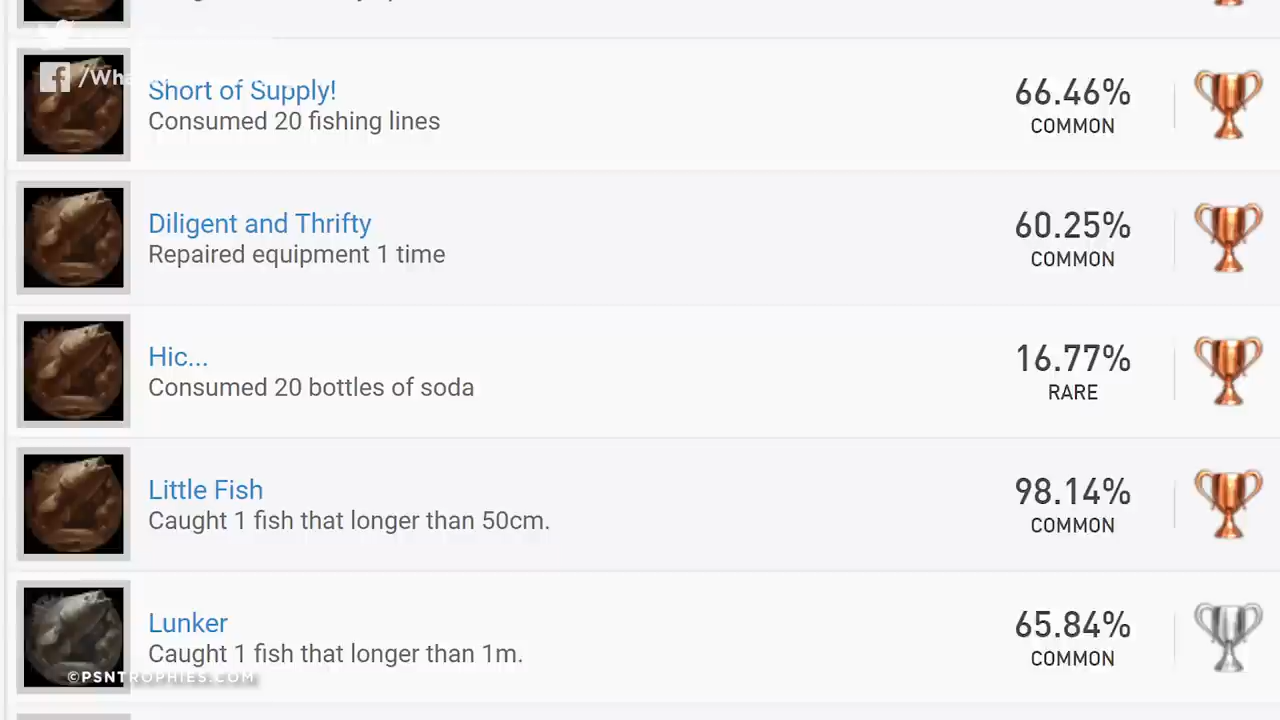 /Wha
Short of Supply!
Consumed 20 fishing lines
66.46%
COMMON
Diligent and Thrifty
Repaired equipment 1 time
60.25%
COMMON
Hic...
Consumed 20 bottles of soda
16.77%
RARE
Little Fish
Caught 1 fish that longer than 50cm.
98.14%
COMMON
Lunker
Caught 1 fish that longer than 1m.
65.84%
COMMON
©PSNTROPHIES.COM